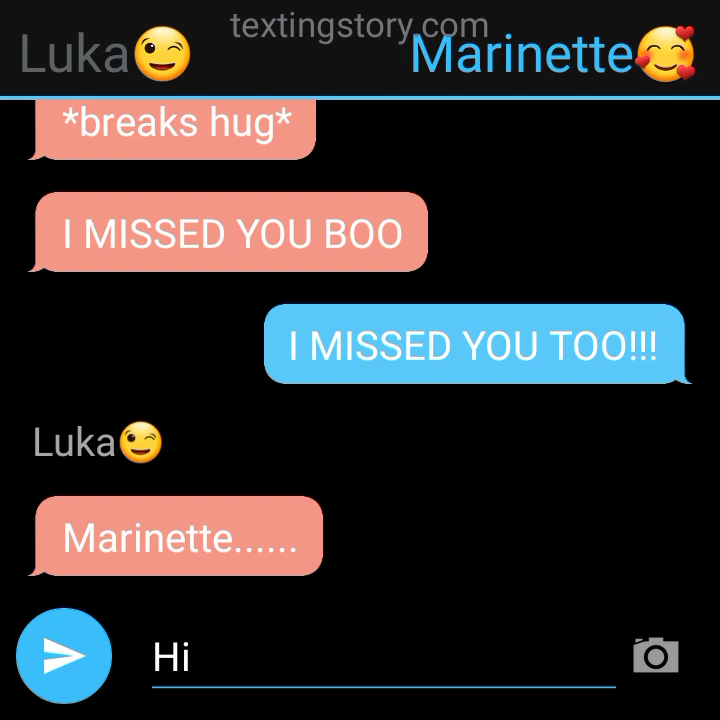 textingstory.com
Luka😉 Marinette🥰
*breaks hug*
I MISSED YOU BOO
I MISSED YOU TOO!!!
Luka😉
Marinette......
Hi